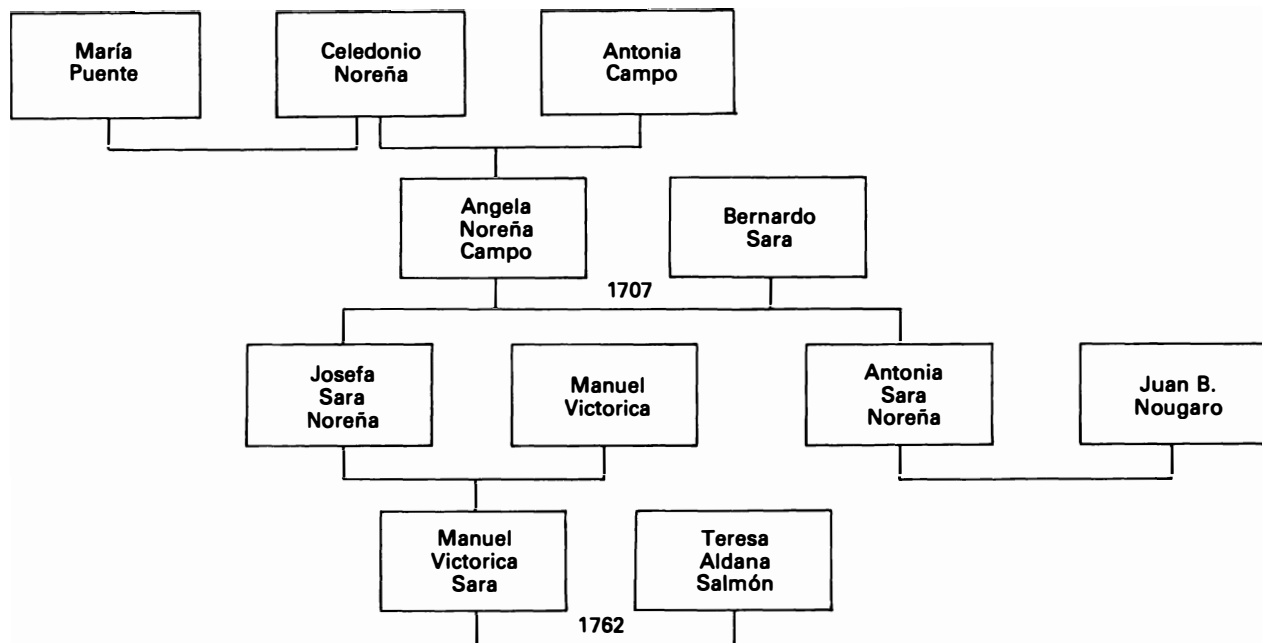 María
Puente
Celedonio
Noreña
Antonia
Campo
Angela
Noreña
Campo
Bernardo
Sara
1707
Josefa
Sara
Noreña
Manuel
Victorica
Antonia
Sara
Noreña
Juan B.
Nougaro
Manuel
Victorica
Sara
Teresa
Aldana
Salmón
1762